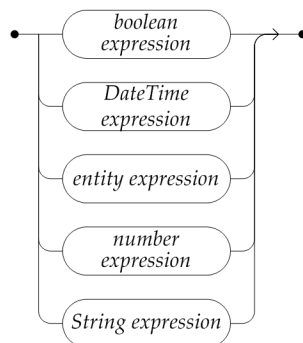 boolean
expression
DateTime
expression
entity expression
number
expression
String expression